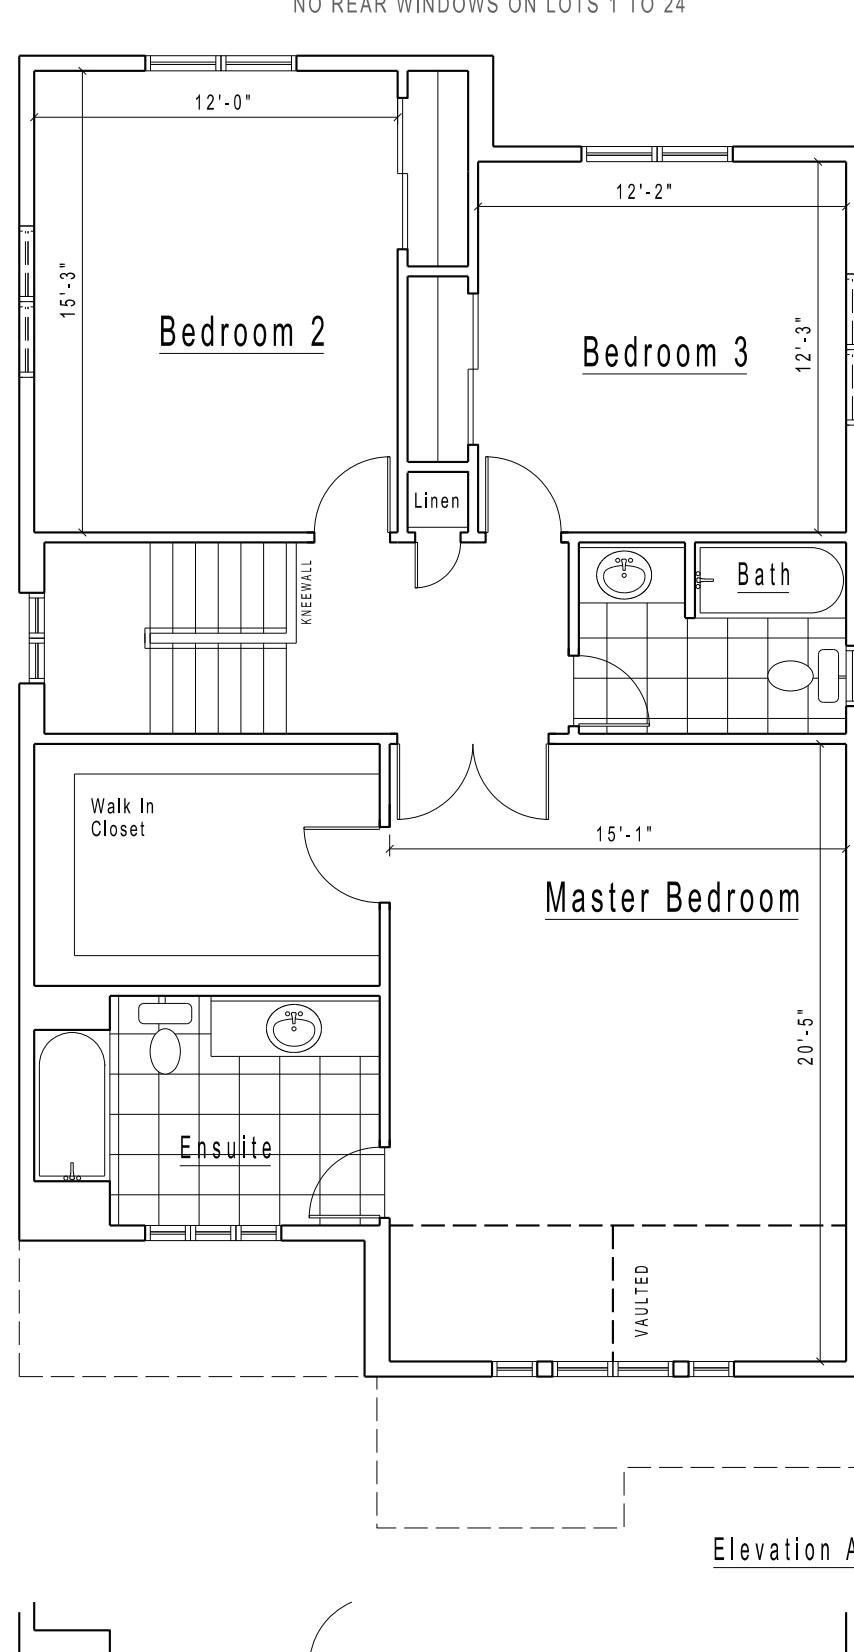 NO REAR WINDOWS ON LOTS 1 TO 24
12'-0"
12'-2"
15'-3"
Bedroom 2
12'-3"
Bedroom 3
Linen
KNEEWALL
Bath
Walk In
Closet
15'-1"
Master Bedroom
20'-5"
Ensuite
VAULTED
Elevation A